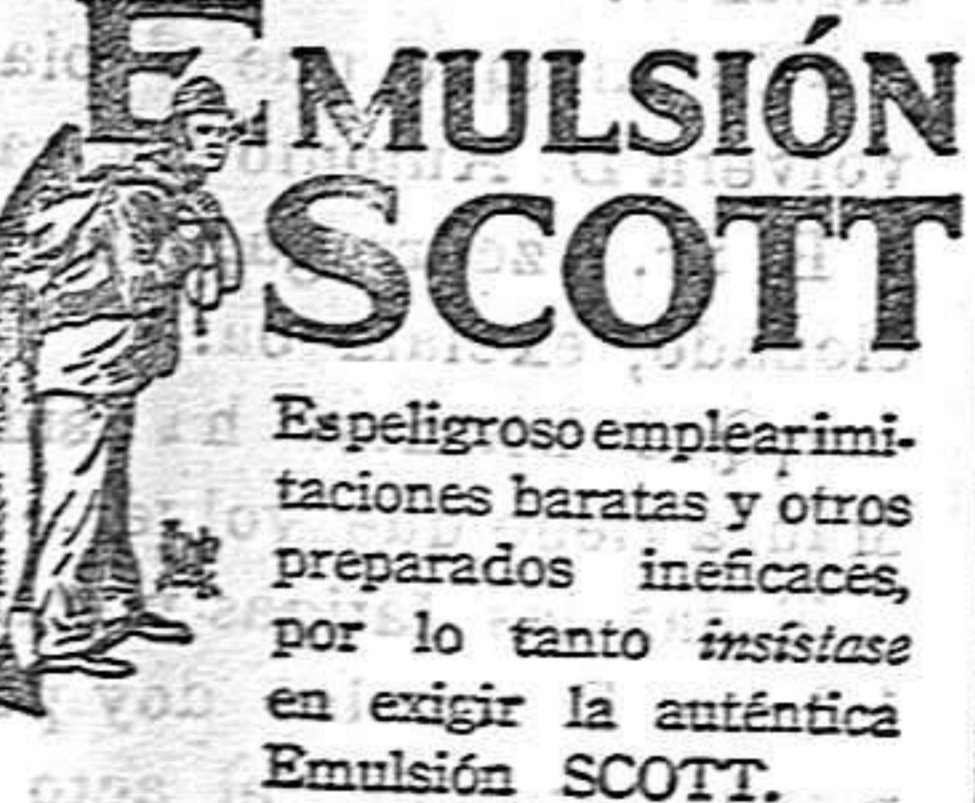 EMULSIÓN
SCOTT
Es peligroso emplear imi-
taciones baratas y otros
preparados ineficaces,
por lo tanto insístase
en exigir la auténtica
Emulsión SCOTT.